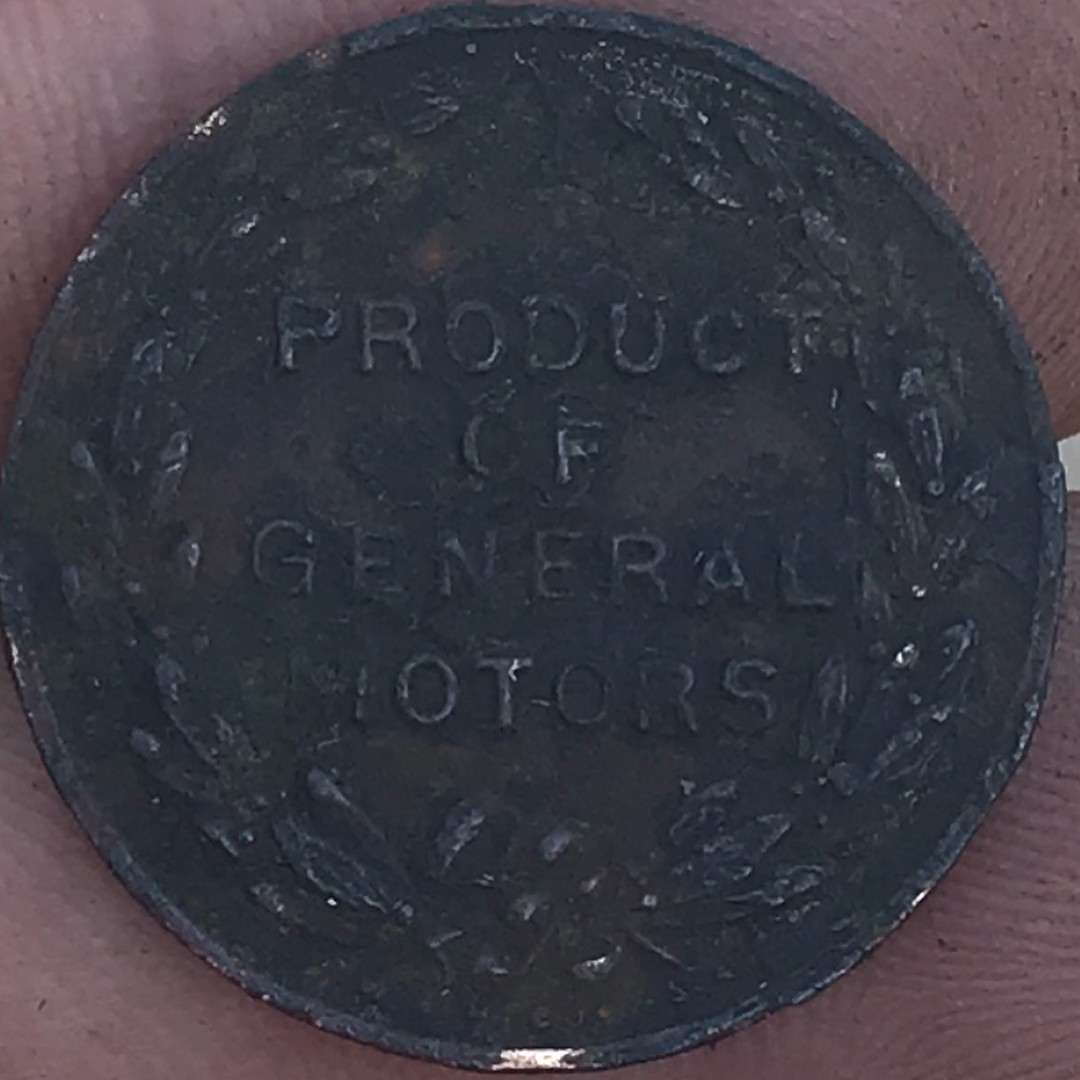 PRODUCT
OF
GENERAL
MOTORS